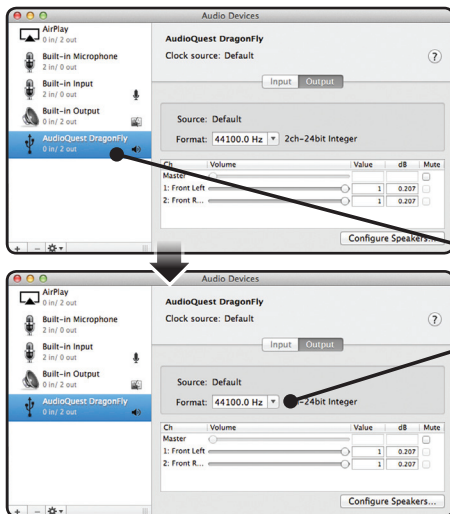 Audio Devices
AirPlay
0 in/ 2 out
Built-in Microphone
2 in/ 0 out
Built-in Input
2 in/ 0 out
Built-in Output
0 in/ 2 out
AudioQuest DragonFly
0 in/ 2 out
AudioQuest DragonFly
Clock source: Default
?
Input Output
Source: Default
Format: 44100.0 Hz 2ch-24bit Integer
Ch Volume Value dB Mute
Master
1: Front Left 1 0.207
2: Front R... 1 0.207
Configure Speakers...
+ −
Audio Devices
AirPlay
0 in/ 2 out
Built-in Microphone
2 in/ 0 out
Built-in Input
2 in/ 0 out
Built-in Output
0 in/ 2 out
AudioQuest DragonFly
0 in/ 2 out
AudioQuest DragonFly
Clock source: Default
?
Input Output
Source: Default
Format: 44100.0 Hz -24bit Integer
Ch Volume Value dB Mute
Master
1: Front Left 1 0.207
2: Front R... 1 0.207
Configure Speakers...
+ −